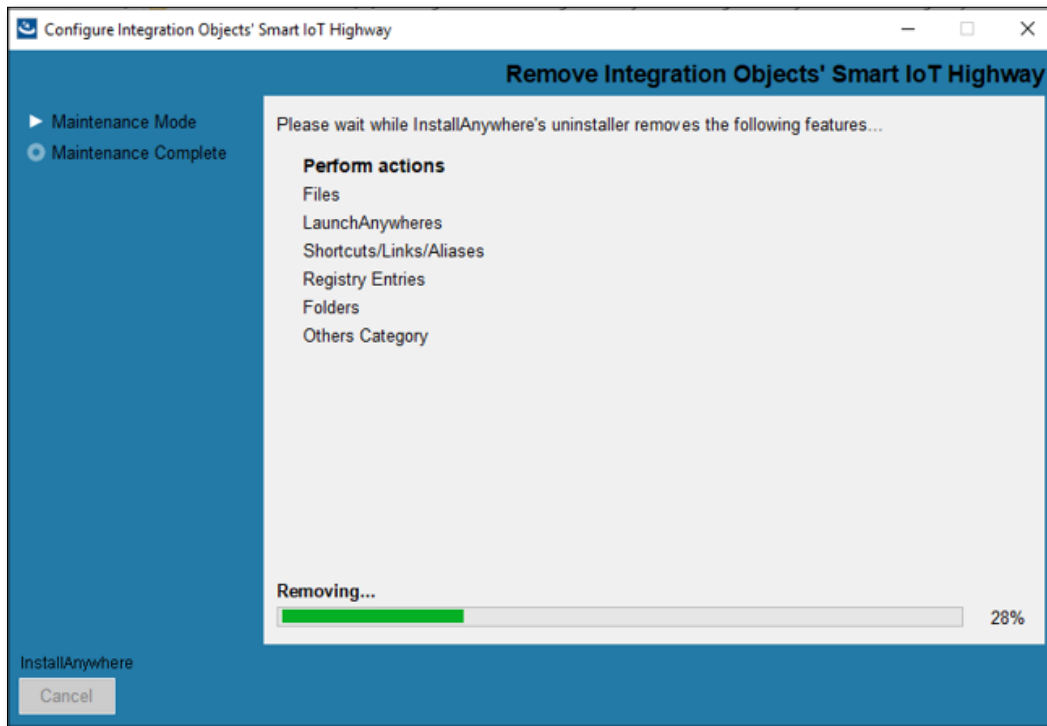 Configure Integration Objects' Smart IoT Highway
Remove Integration Objects' Smart IoT Highway
Maintenance Mode
Maintenance Complete
Please wait while InstallAnywhere's uninstaller removes the following features...
Perform actions
Files
LaunchAnywheres
Shortcuts/Links/Aliases
Registry Entries
Folders
Others Category
Removing...
28%
InstallAnywhere
Cancel